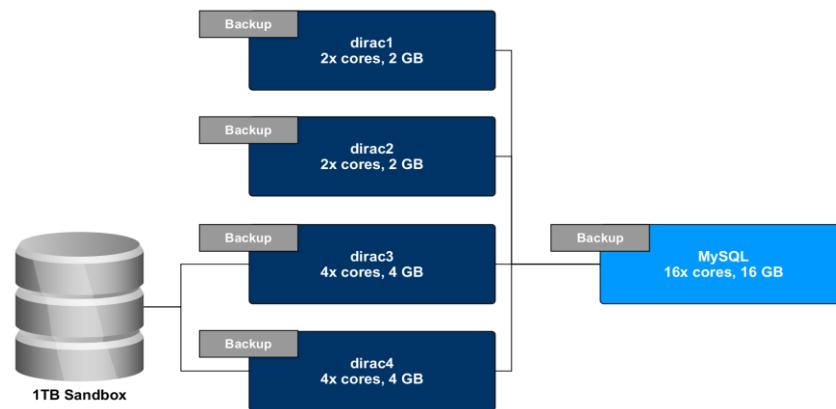 Backup
dirac1
2x cores, 2 GB
Backup
dirac2
2x cores, 2 GB
Backup
dirac3
4x cores, 4 GB
Backup
MySQL
16x cores, 16 GB
Backup
dirac4
4x cores, 4 GB
1TB Sandbox